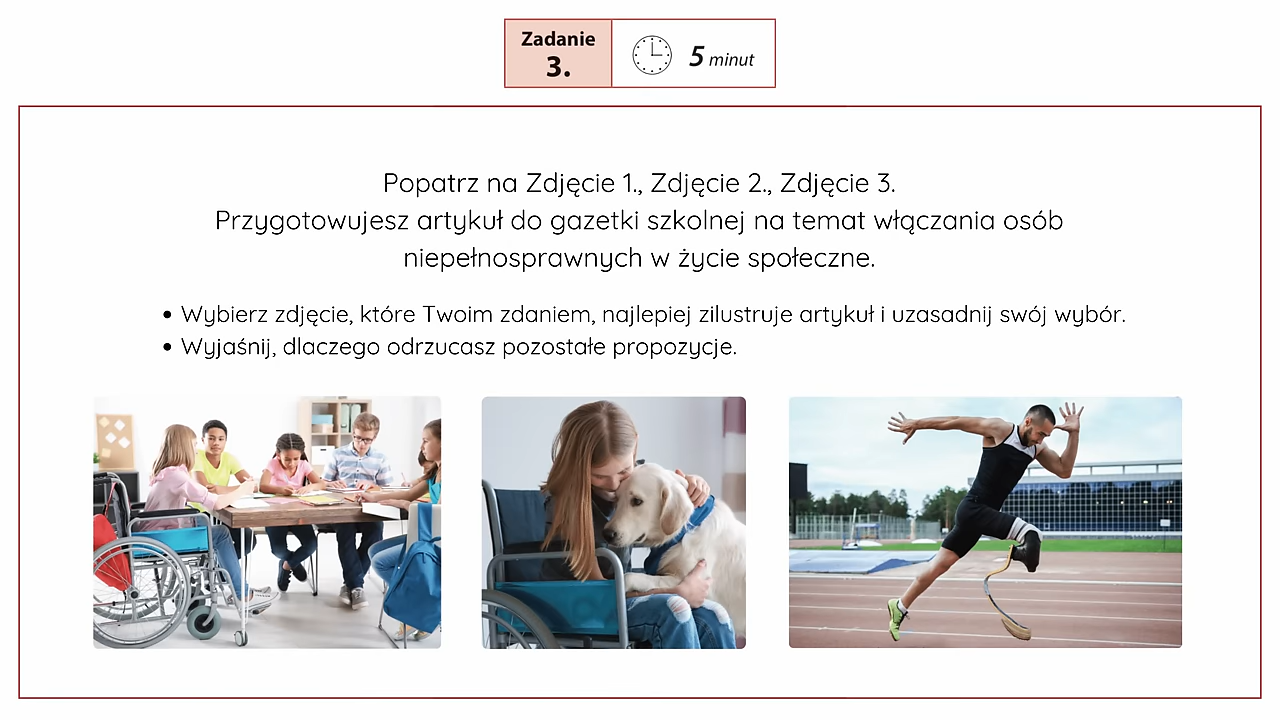 Zadanie
3.
5 minut
Popatrz na Zdjęcie 1., Zdjęcie 2., Zdjęcie 3.
Przygotowujesz artykuł do gazetki szkolnej na temat włączania osób
niepełnosprawnych w życie społeczne.
• Wybierz zdjęcie, które Twoim zdaniem, najlepiej zilustruje artykuł i uzasadnij swój wybór.
• Wyjaśnij, dlaczego odrzucasz pozostałe propozycje.